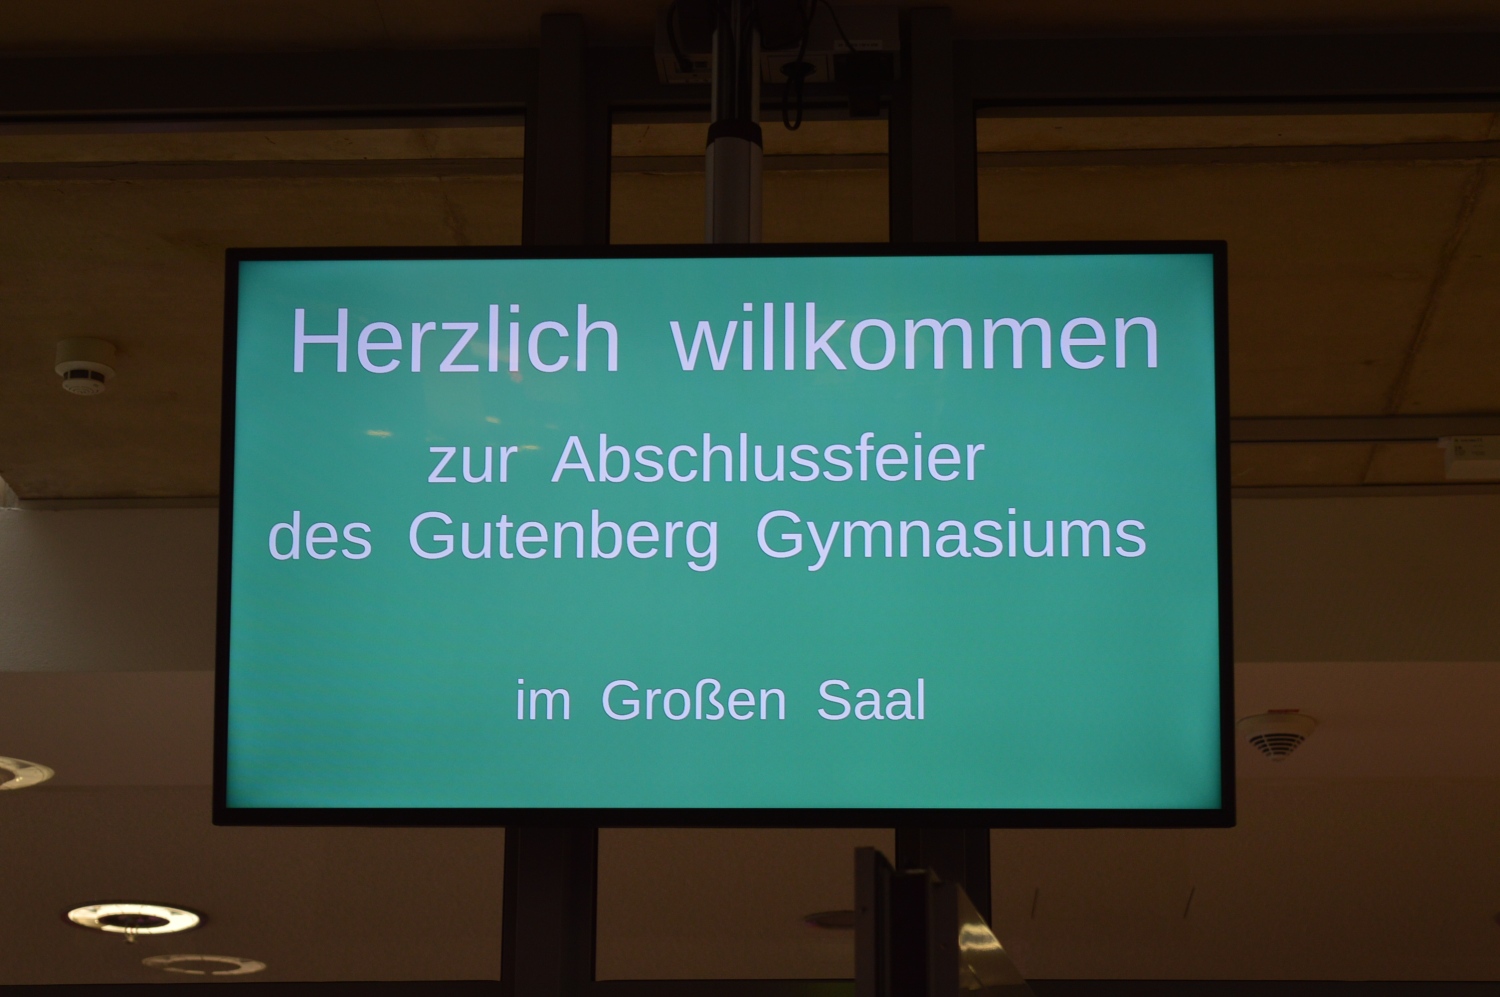 Herzlich willkommen
zur Abschlussfeier
des Gutenberg Gymnasiums
im Großen Saal